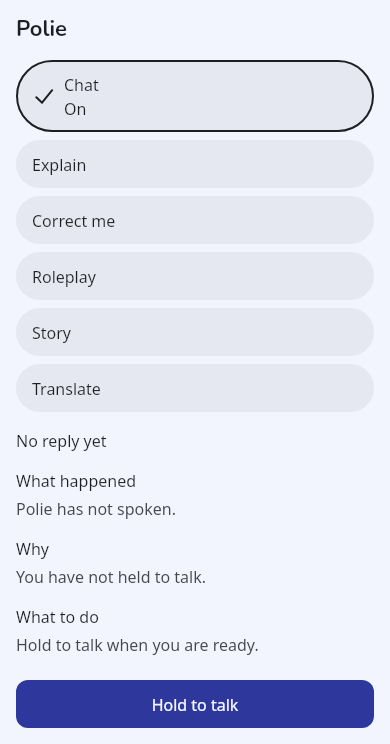 Polie
Chat
On
Explain
Correct me
Roleplay
Story
Translate
No reply yet
What happened
Polie has not spoken.
Why
You have not held to talk.
What to do
Hold to talk when you are ready.
Hold to talk